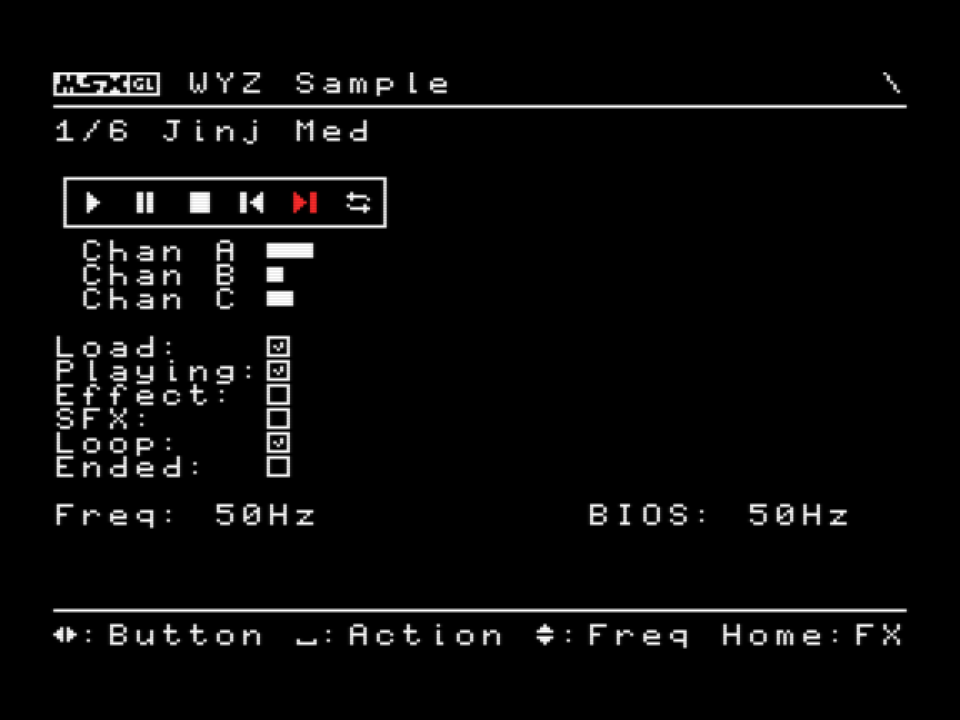 MSXGL WYZ Sample \
1/6 Jinj Med
Chan A
Chan B
Chan C
Load:
Playing:
Effect:
SFX:
Loop:
Ended:
Freq: 50Hz BIOS: 50Hz
: Button : Action : Freq Home: FX